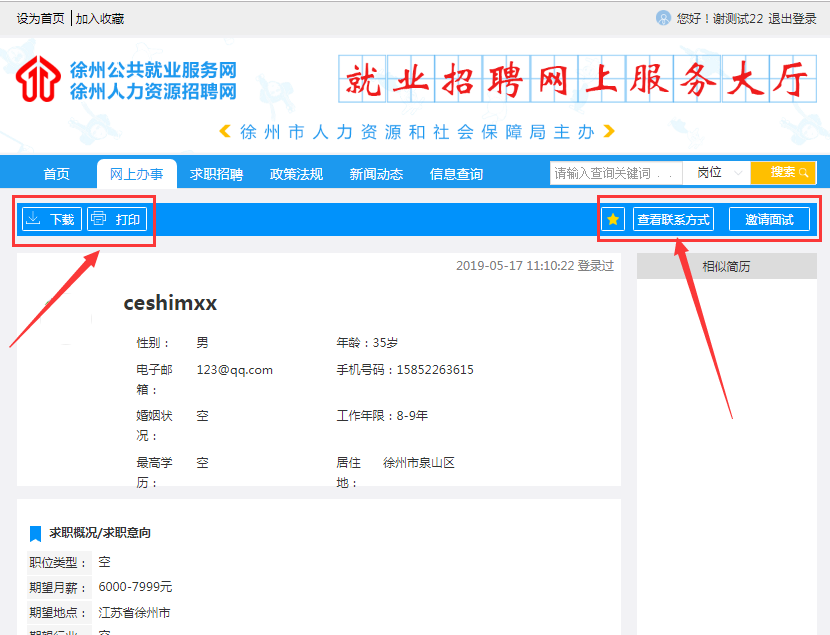 设为首页 | 加入收藏 您好！谢测试22 退出登录
徐州公共就业服务网
徐州人力资源招聘网
就业招聘网上服务大厅
徐州市人力资源和社会保障局主办
首页 网上办事 求职招聘 政策法规 新闻动态 信息查询 请输入查询关键词... 岗位 搜索
下载 打印 查看联系方式 邀请面试
2019-05-17 11:10:22 登录过 相似简历
ceshimxx
性别： 男 年龄：35岁
电子邮箱： 123@qq.com 手机号码：15852263615
婚姻状况： 空 工作年限：8-9年
最高学历： 空 居住地： 徐州市泉山区
求职概况/求职意向
职位类型： 空
期望月薪： 6000-7999元
期望地点： 江苏省徐州市
期望行业： 空